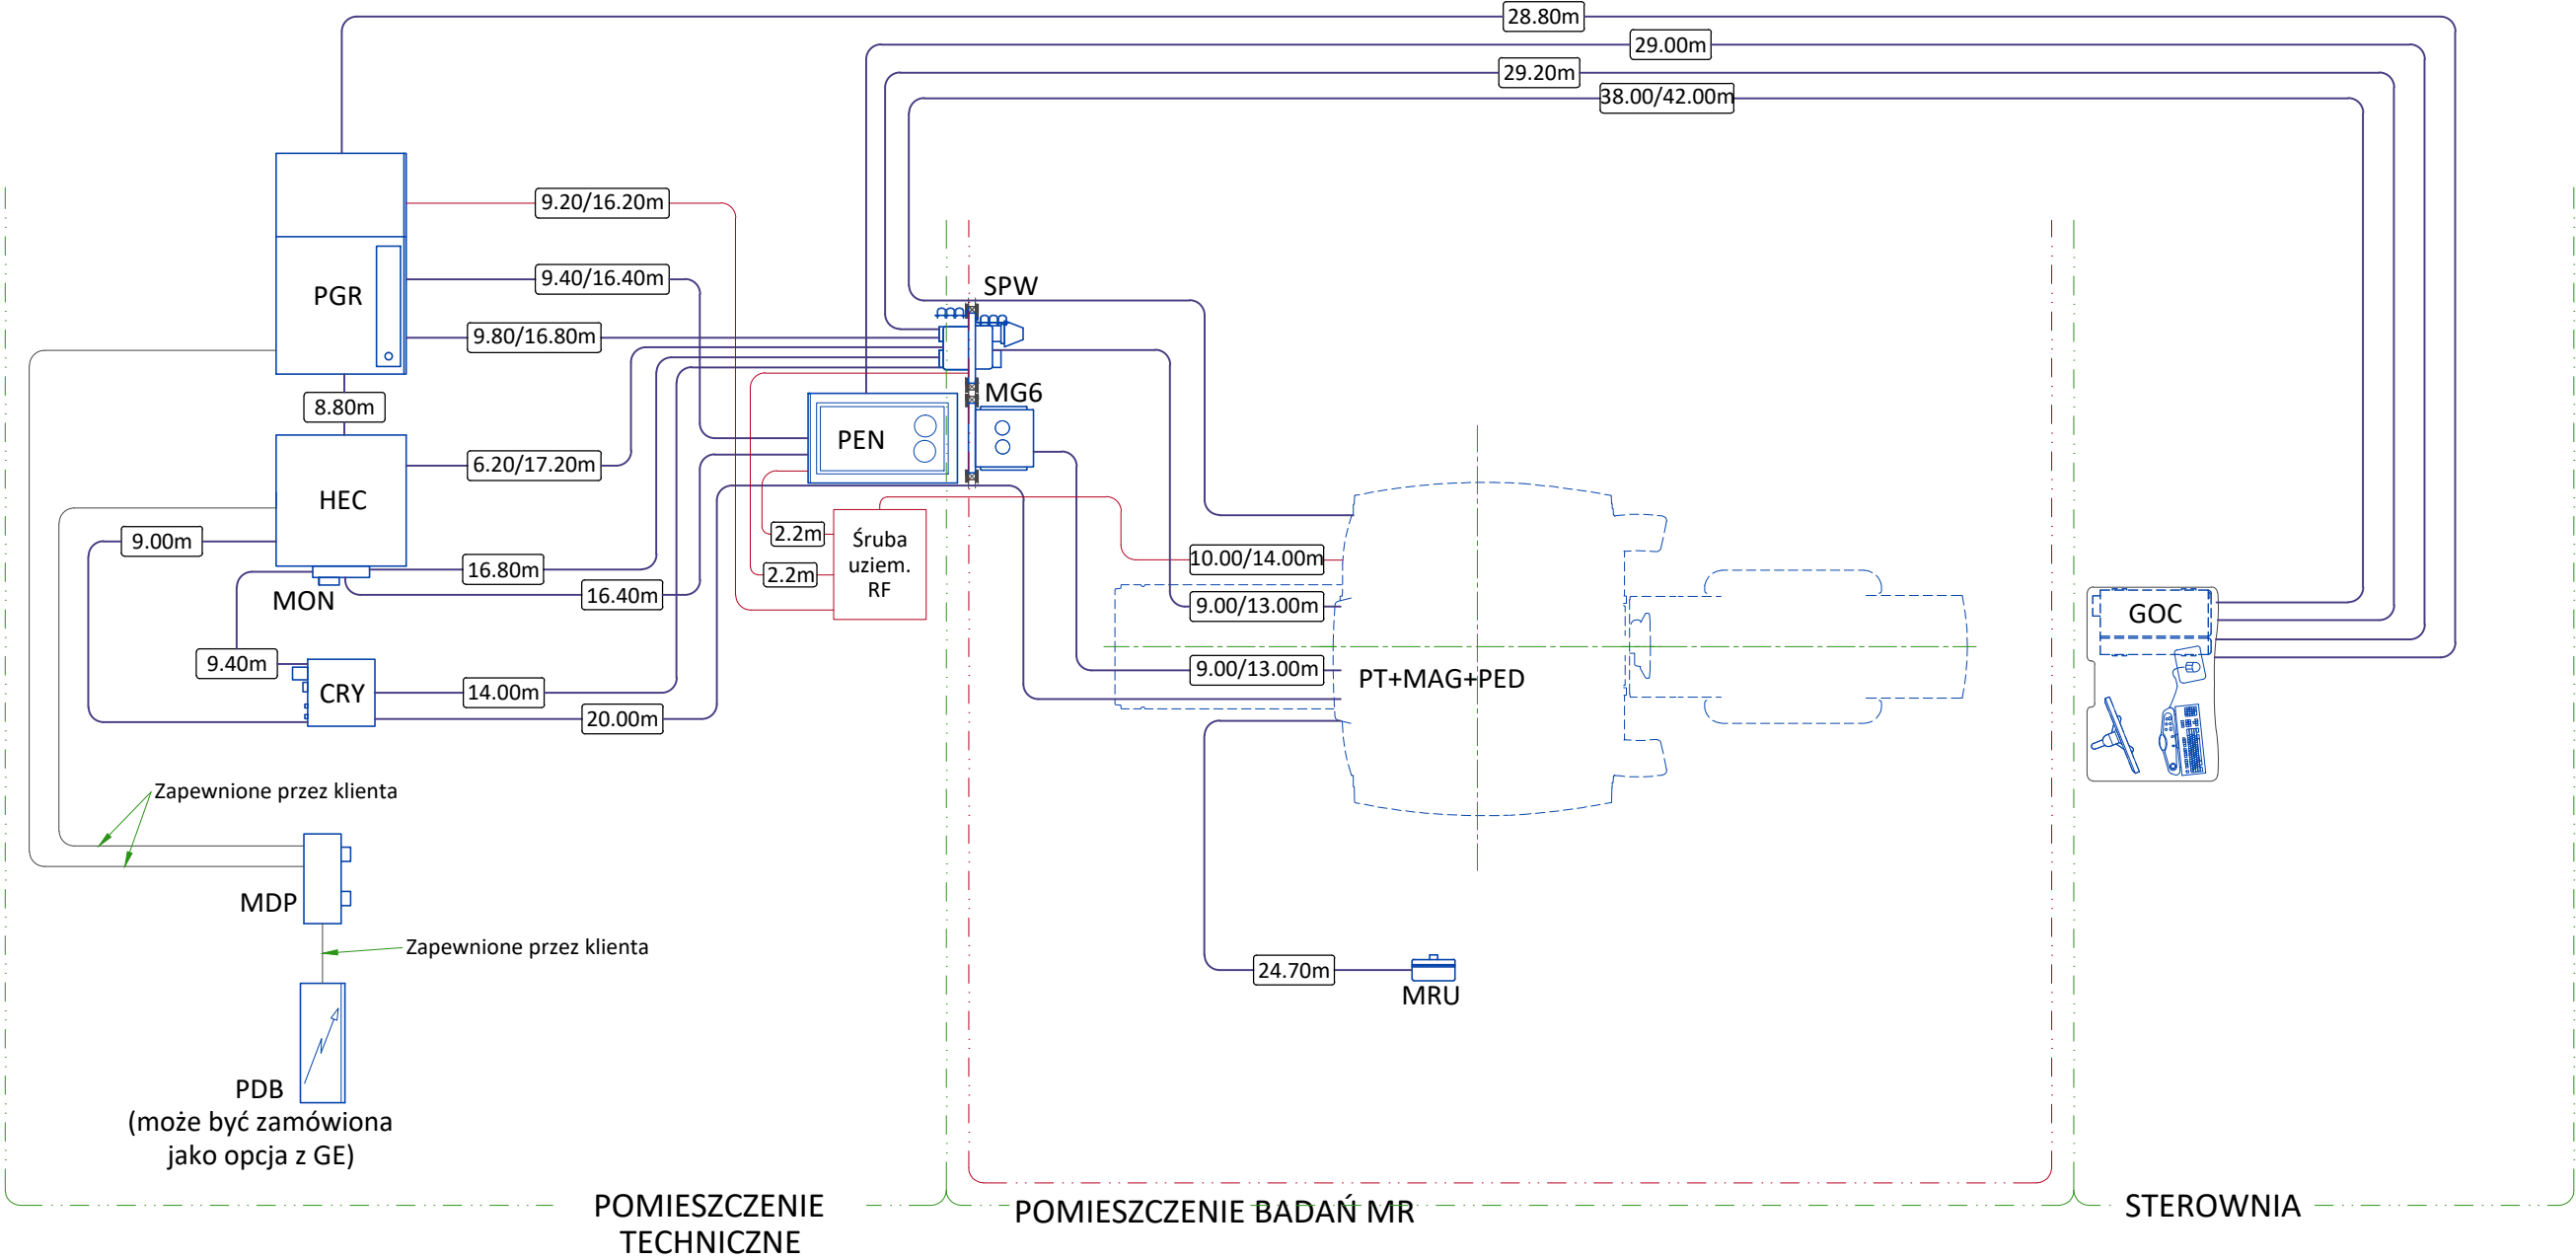 28.80m
29.00m
29.20m
38.00/42.00m
9.20/16.20m
9.40/16.40m
PGR
SPW
9.80/16.80m
8.80m
MG6
PEN
6.20/17.20m
HEC
9.00m
2.2m
Śruba
uziem.
RF
2.2m
16.80m
16.40m
MON
10.00/14.00m
9.00/13.00m
GOC
9.40m
CRY
14.00m
20.00m
9.00/13.00m
PT+MAG+PED
Zapewnione przez klienta
MDP
Zapewnione przez klienta
24.70m
MRU
PDB
(może być zamówiona
jako opcja z GE)
POMIESZCZENIE
TECHNICZNE
POMIESZCZENIE BADAŃ MR
STEROWNIA